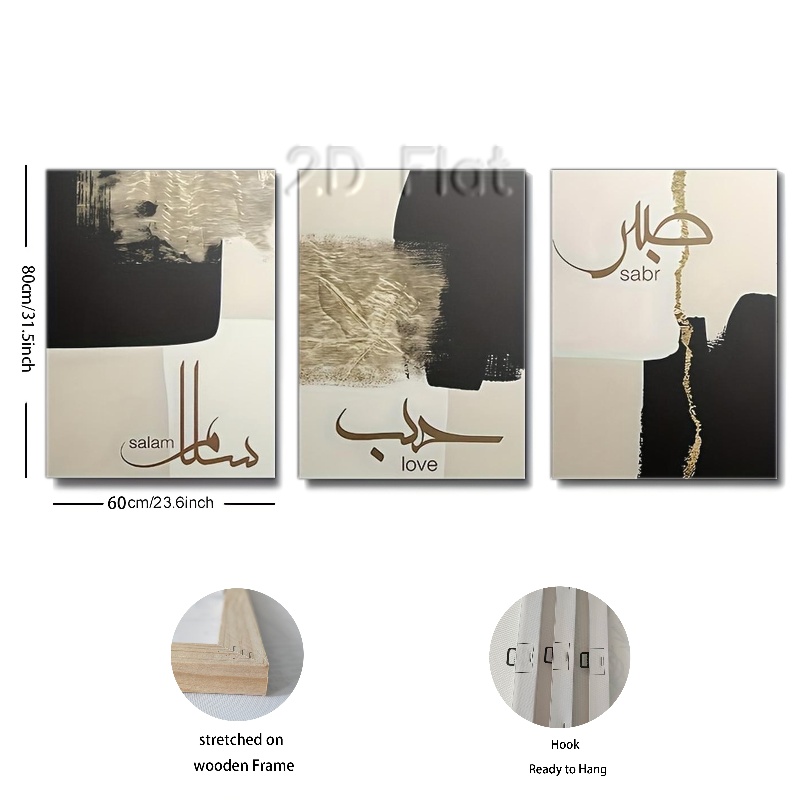 2.D Flat
80cm/31.5inch
سلام
salam
حب
love
صبر
sabr
60cm/23.6inch
stretched on
wooden Frame
Hook
Ready to Hang